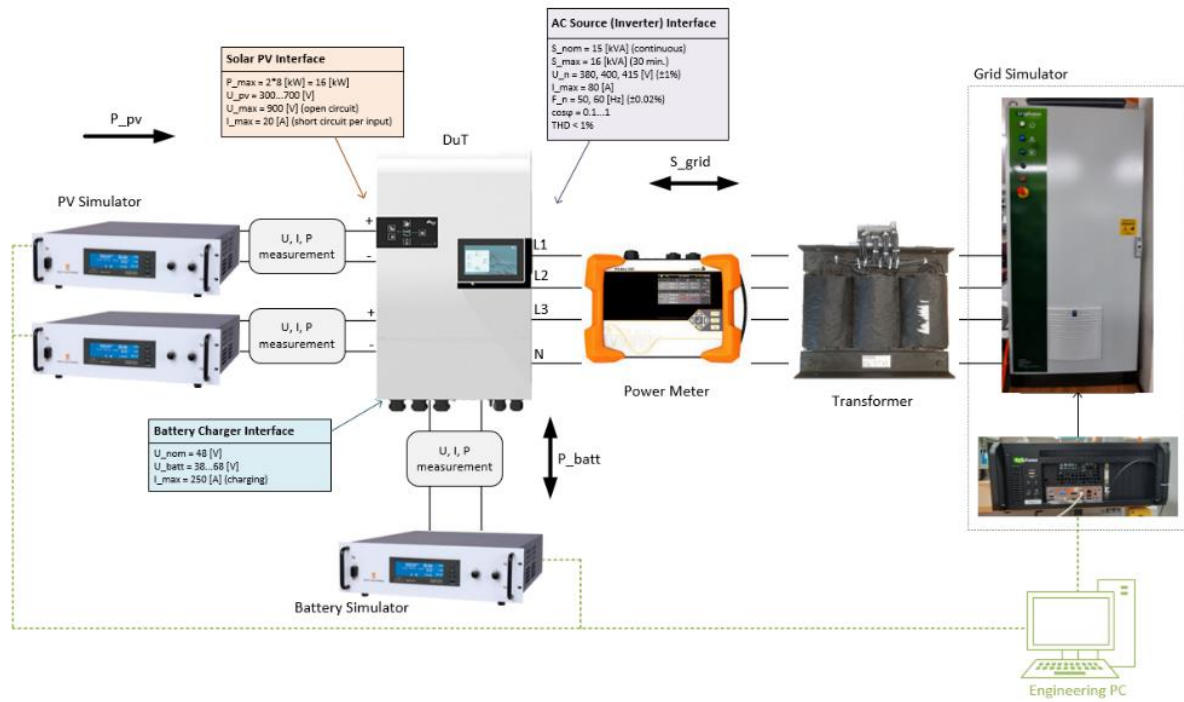 AC Source (Inverter) Interface
S_nom = 15 [kVA] (continuous)
S_max = 16 [kVA] (30 min.)
U_n = 380, 400, 415 [V] (±1%)
I_max = 80 [A]
F_n = 50, 60 [Hz] (±0.02%)
cosφ = 0.1...1
THD < 1%
Solar PV Interface
P_max = 2*8 [kW] = 16 [kW]
U_pv = 300...700 [V]
U_max = 900 [V] (open circuit)
I_max = 20 [A] (short circuit per input)
Grid Simulator
P_pv
DuT
S_grid
PV Simulator
U, I, P
measurement
+
-
L1
L2
L3
N
U, I, P
measurement
+
-
Power Meter
Transformer
Battery Charger Interface
U_nom = 48 [V]
U_batt = 38...68 [V]
I_max = 250 [A] (charging)
U, I, P
measurement
P_batt
Battery Simulator
Engineering PC